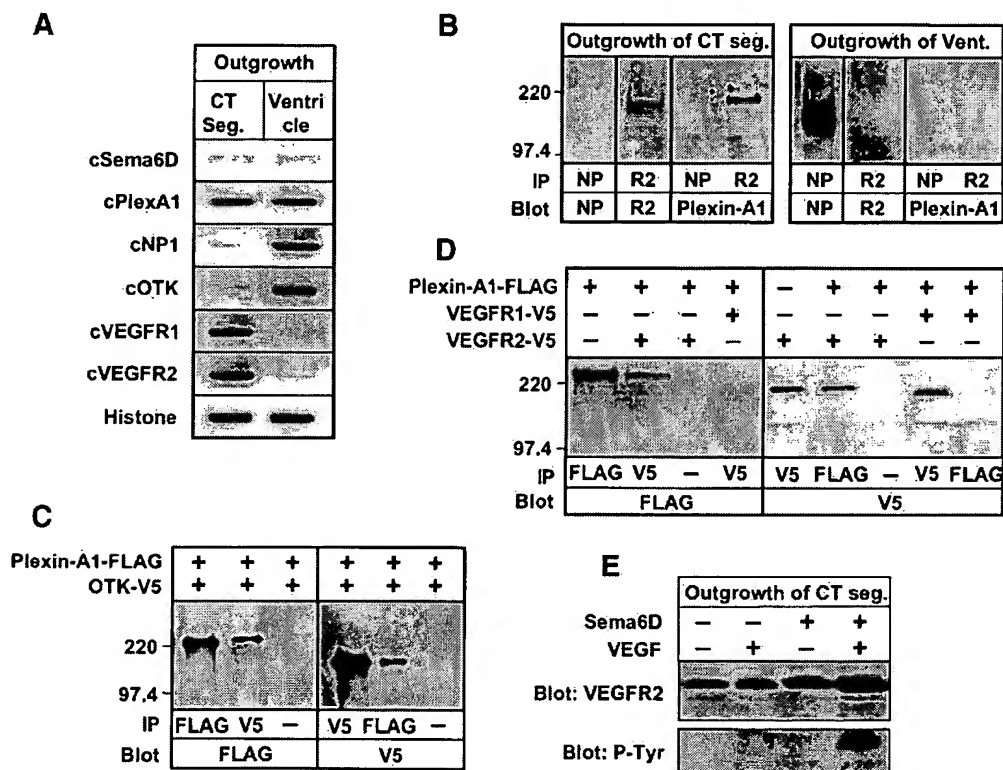 A
Outgrowth
CT Seg. Ventri cle
cSema6D
cPlexA1
cNP1
cOTK
cVEGFR1
cVEGFR2
Histone
B
Outgrowth of CT seg. Outgrowth of Vent.
220
97.4
IP NP R2 NP R2 NP R2 NP R2
Blot NP R2 Plexin-A1 NP R2 Plexin-A1
D
Plexin-A1-FLAG + + + + – + + + +
VEGFR1-V5 – – – + – – – + +
VEGFR2-V5 – + + – + + + – –
220
97.4
IP FLAG V5 – V5 V5 FLAG – V5 FLAG
Blot FLAG V5
C
Plexin-A1-FLAG + + + + + +
OTK-V5 + + + + + +
220
97.4
IP FLAG V5 – V5 FLAG –
Blot FLAG V5
E
Outgrowth of CT seg.
Sema6D – – + +
VEGF – + – +
Blot: VEGFR2
Blot: P-Tyr